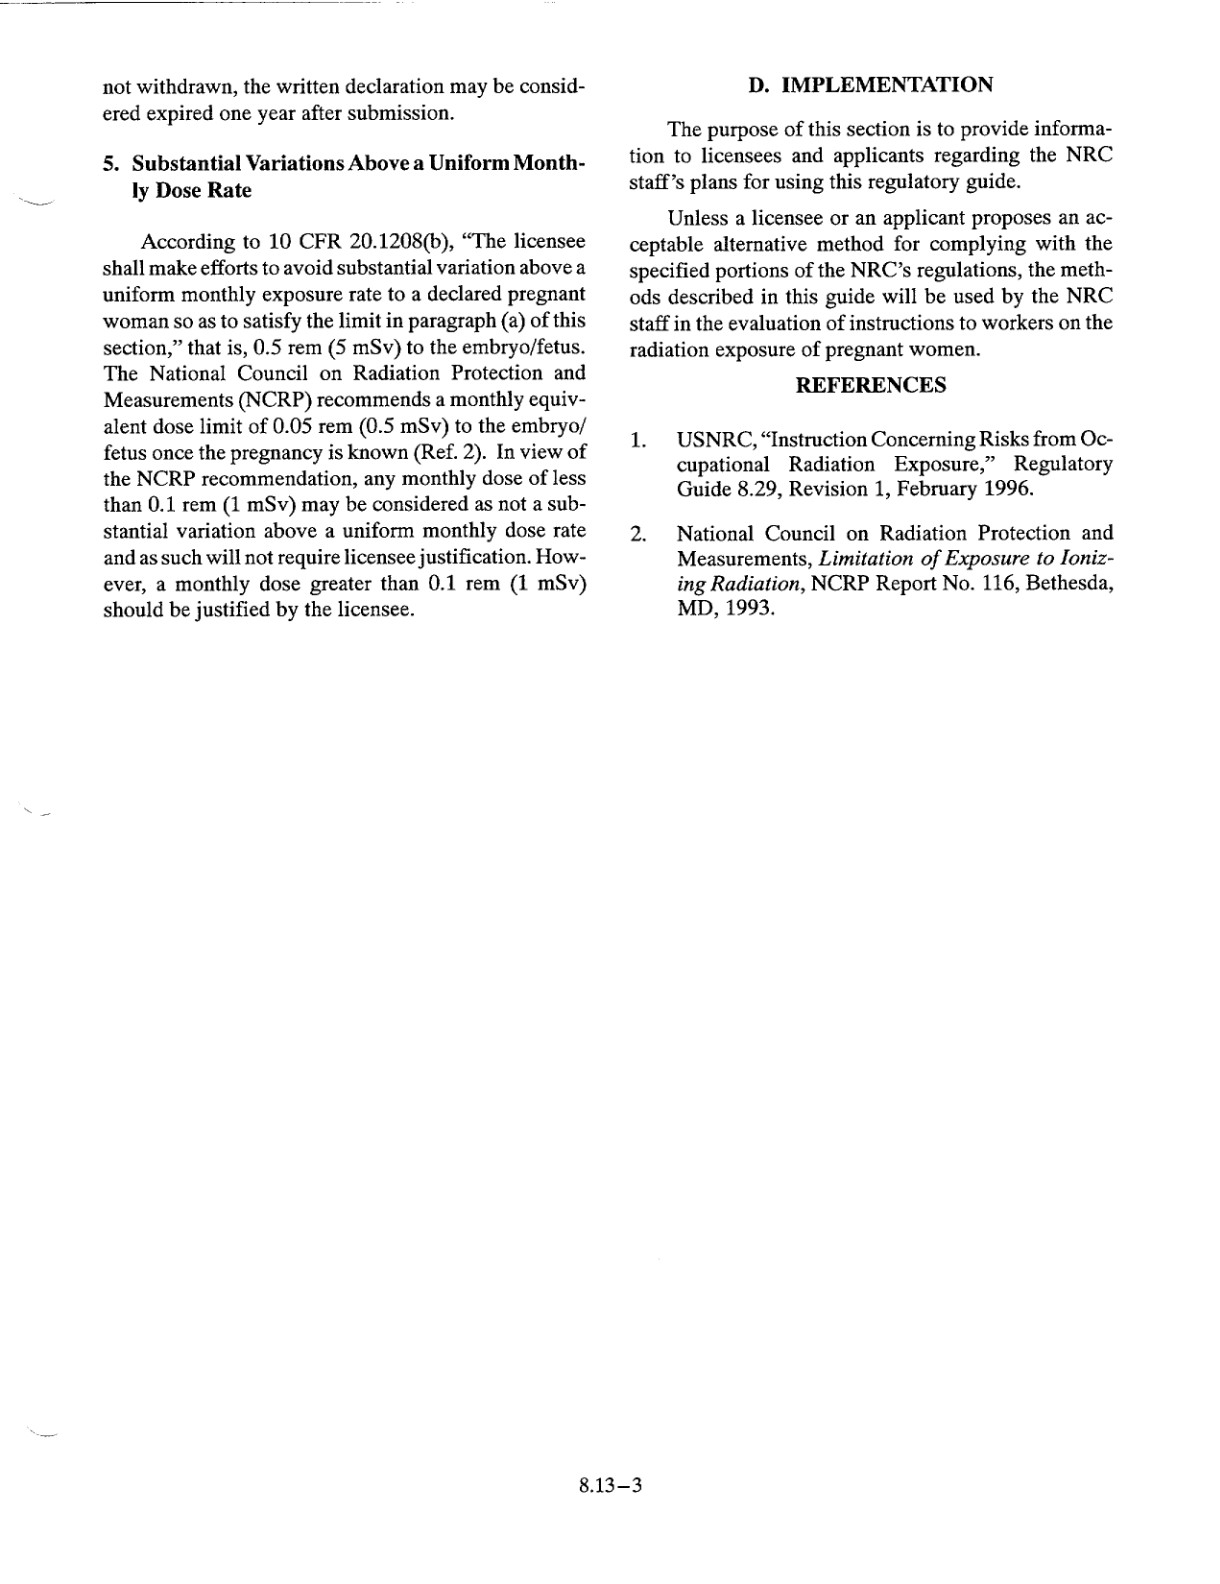 not withdrawn, the written declaration may be consid-
ered expired one year after submission.
5. Substantial Variations Above a Uniform Month-
ly Dose Rate
According to 10 CFR 20.1208(b), “The licensee
shall make efforts to avoid substantial variation above a
uniform monthly exposure rate to a declared pregnant
woman so as to satisfy the limit in paragraph (a) of this
section,” that is, 0.5 rem (5 mSv) to the embryo/fetus.
The National Council on Radiation Protection and
Measurements (NCRP) recommends a monthly equiv-
alent dose limit of 0.05 rem (0.5 mSv) to the embryo/
fetus once the pregnancy is known (Ref. 2). In view of
the NCRP recommendation, any monthly dose of less
than 0.1 rem (1 mSv) may be considered as not a sub-
stantial variation above a uniform monthly dose rate
and as such will not require licensee justification. How-
ever, a monthly dose greater than 0.1 rem (1 mSv)
should be justified by the licensee.
D. IMPLEMENTATION
The purpose of this section is to provide informa-
tion to licensees and applicants regarding the NRC
staff’s plans for using this regulatory guide.
Unless a licensee or an applicant proposes an ac-
ceptable alternative method for complying with the
specified portions of the NRC’s regulations, the meth-
ods described in this guide will be used by the NRC
staff in the evaluation of instructions to workers on the
radiation exposure of pregnant women.
REFERENCES
1. USNRC, “Instruction Concerning Risks from Oc-
cupational Radiation Exposure,” Regulatory
Guide 8.29, Revision 1, February 1996.
2. National Council on Radiation Protection and
Measurements, Limitation of Exposure to Ioniz-
ing Radiation, NCRP Report No. 116, Bethesda,
MD, 1993.
8.13–3